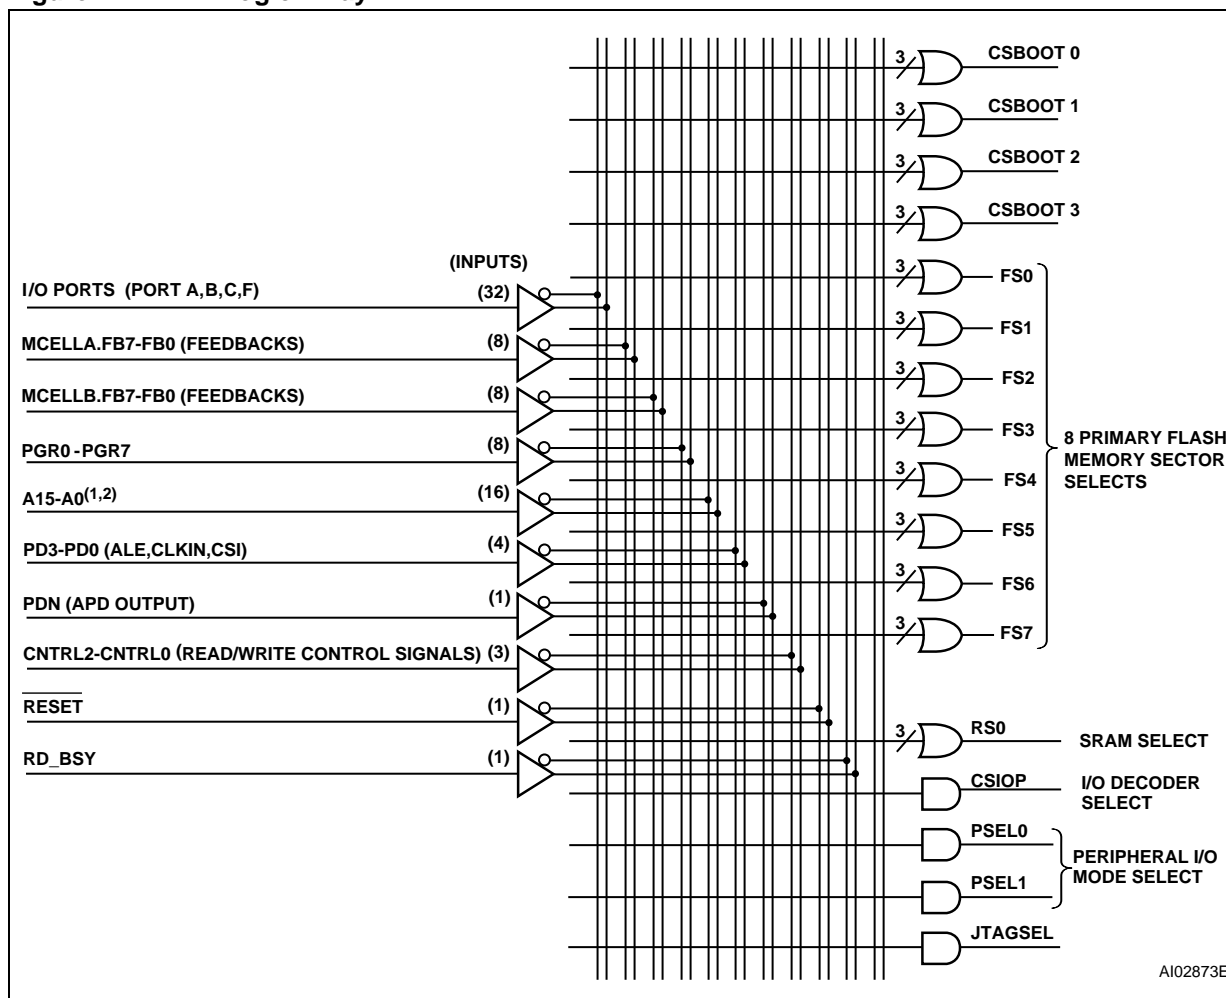 3 CSBOOT 0
3 CSBOOT 1
3 CSBOOT 2
3 CSBOOT 3
(INPUTS)
I/O PORTS (PORT A,B,C,F) (32)
MCELLA.FB7-FB0 (FEEDBACKS) (8)
MCELLB.FB7-FB0 (FEEDBACKS) (8)
PGR0 -PGR7 (8)
A15-A0(1,2) (16)
PD3-PD0 (ALE,CLKIN,CSI) (4)
PDN (APD OUTPUT) (1)
CNTRL2-CNTRL0 (READ/WRITE CONTROL SIGNALS) (3)
RESET (1)
RD_BSY (1)
3 FS0
3 FS1
3 FS2
3 FS3
3 FS4
3 FS5
3 FS6
3 FS7
8 PRIMARY FLASH
MEMORY SECTOR
SELECTS
3 RS0
SRAM SELECT
CSIOP
I/O DECODER
SELECT
PSEL0
PSEL1
PERIPHERAL I/O
MODE SELECT
JTAGSEL
AI02873E